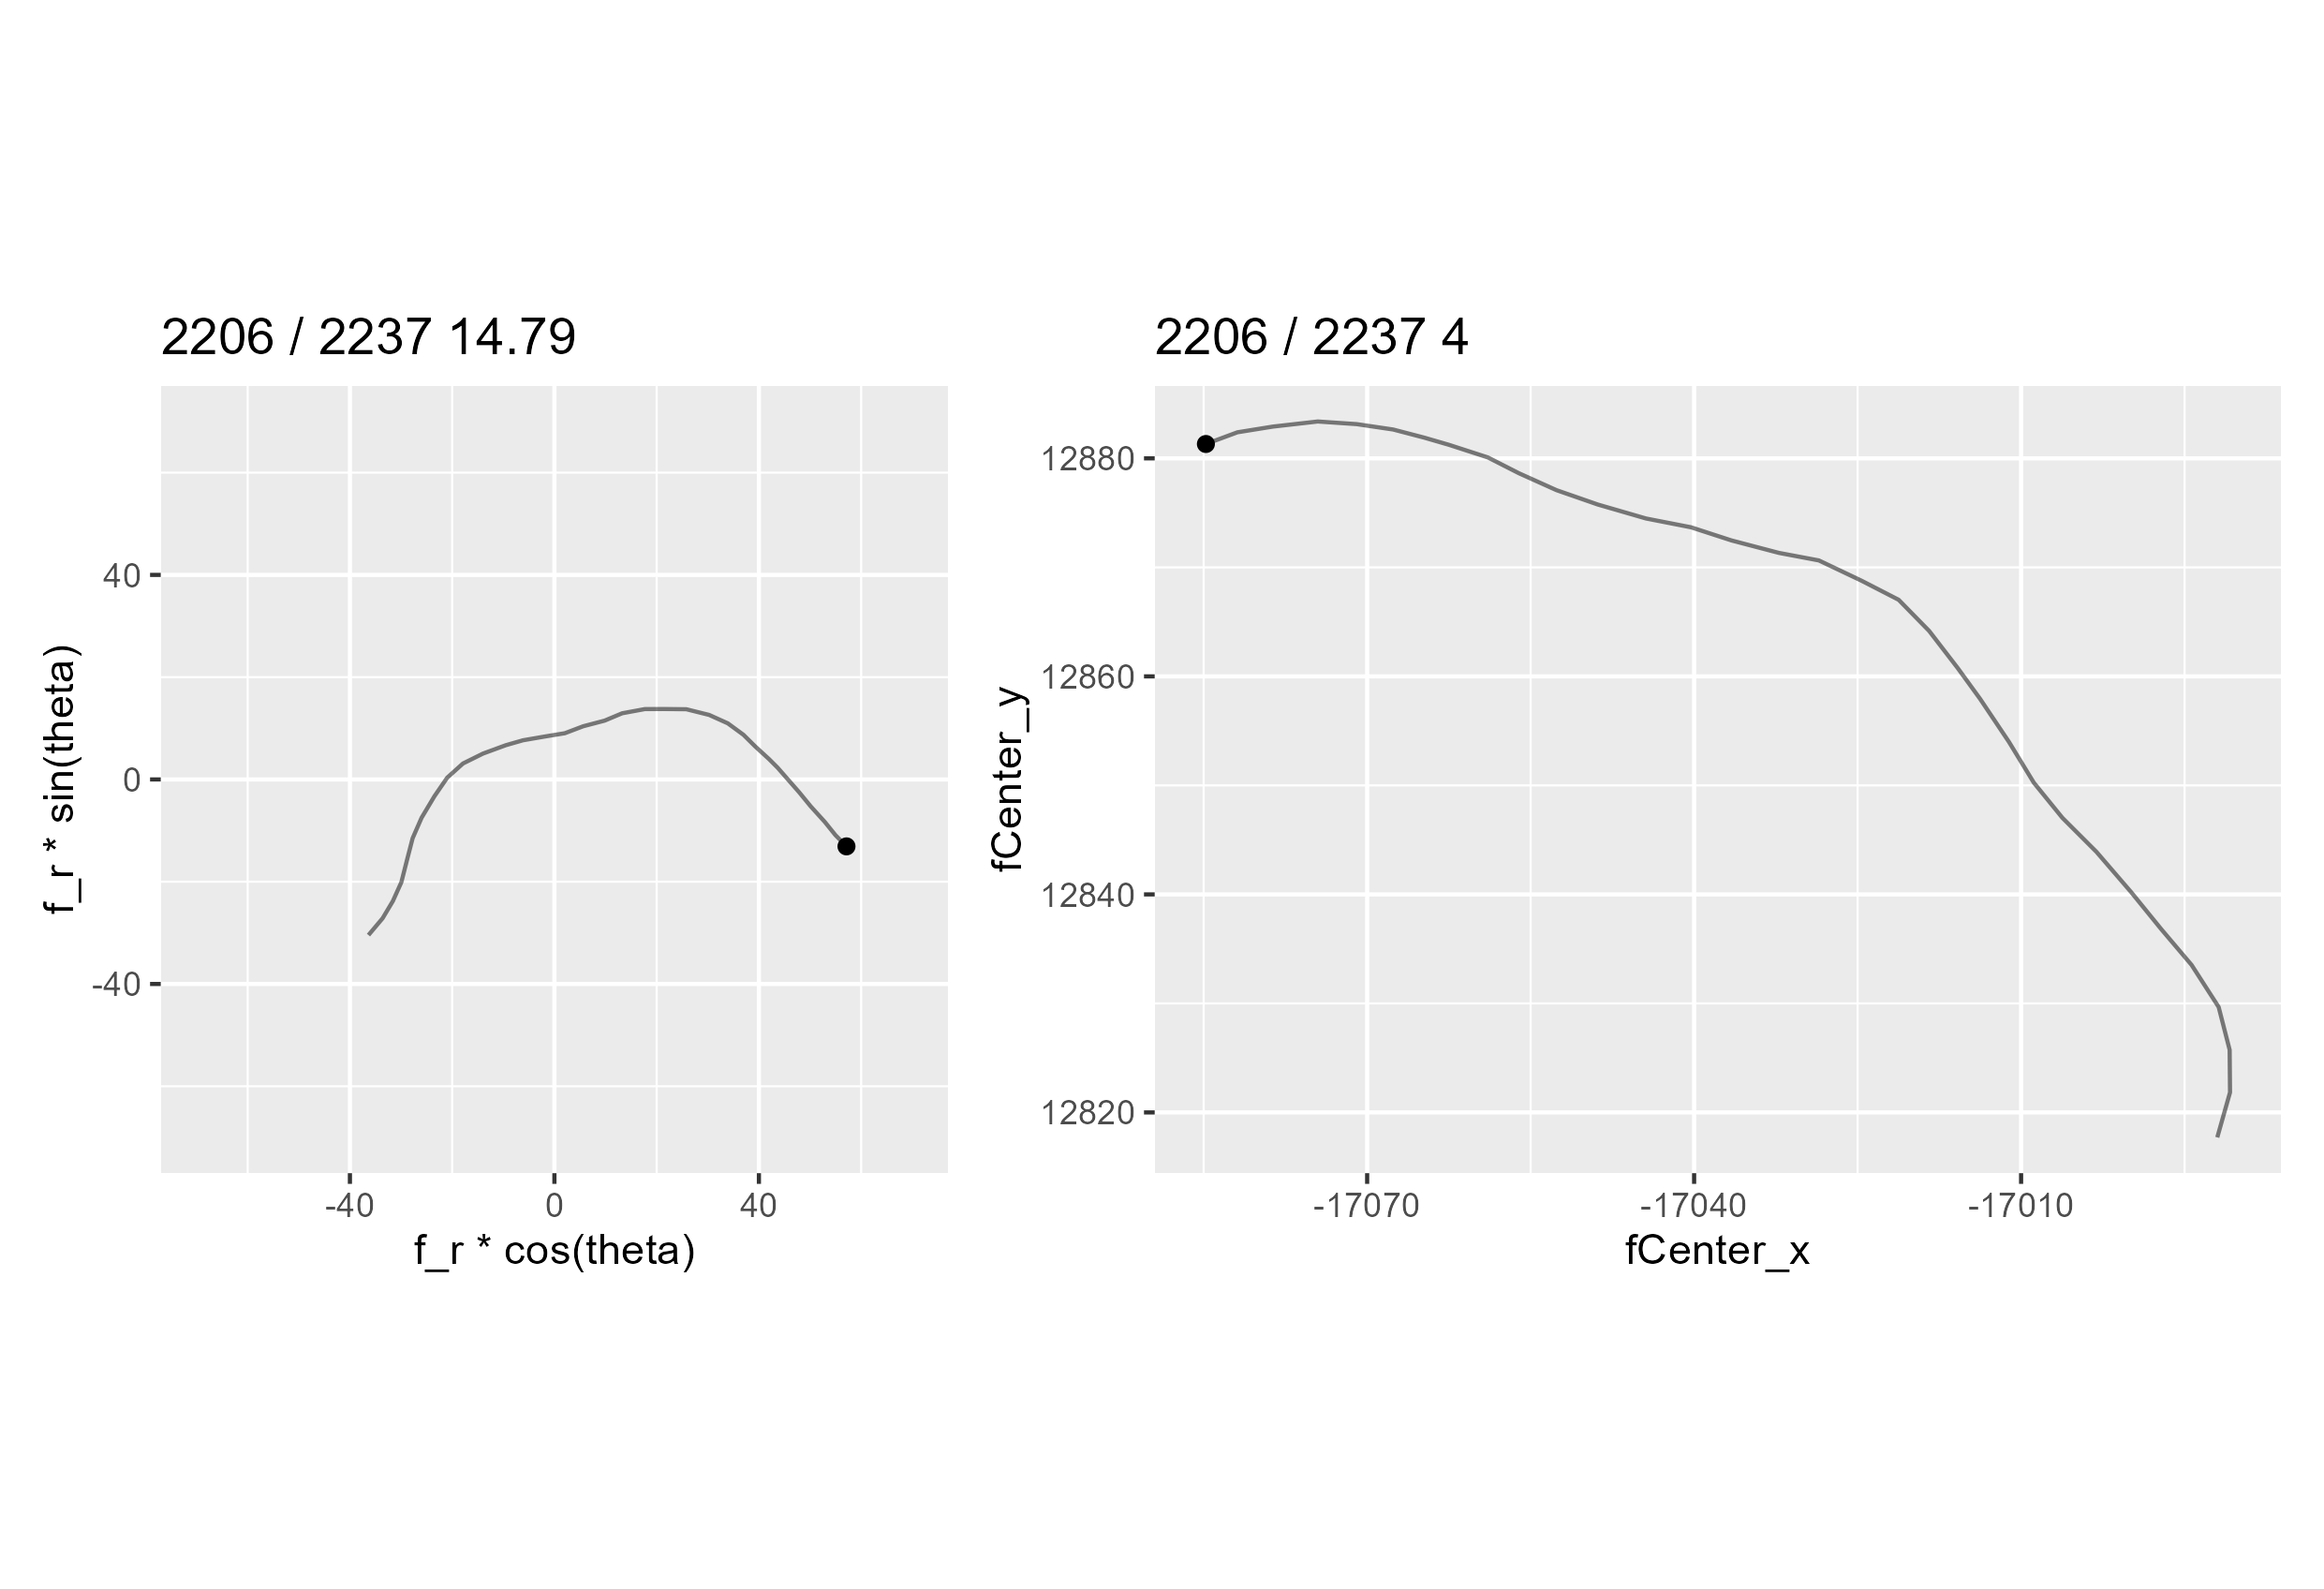 2206 / 2237 14.79
40
0
-40
-40
0
40
f_r * sin(theta)
f_r * cos(theta)
2206 / 2237 4
12880
12860
12840
12820
-17070
-17040
-17010
fCenter_y
fCenter_x